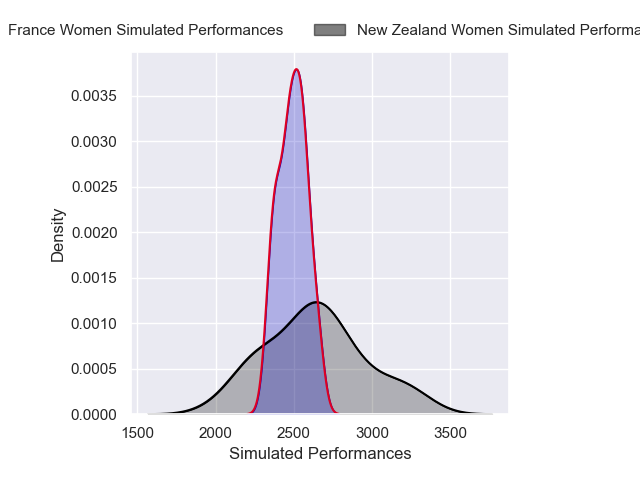 France Women Simulated Performances New Zealand Women Simulated Performa
0.0035
0.0030
0.0025
0.0020
0.0015
0.0010
0.0005
0.0000
Density
1500 2000 2500 3000 3500
Simulated Performances